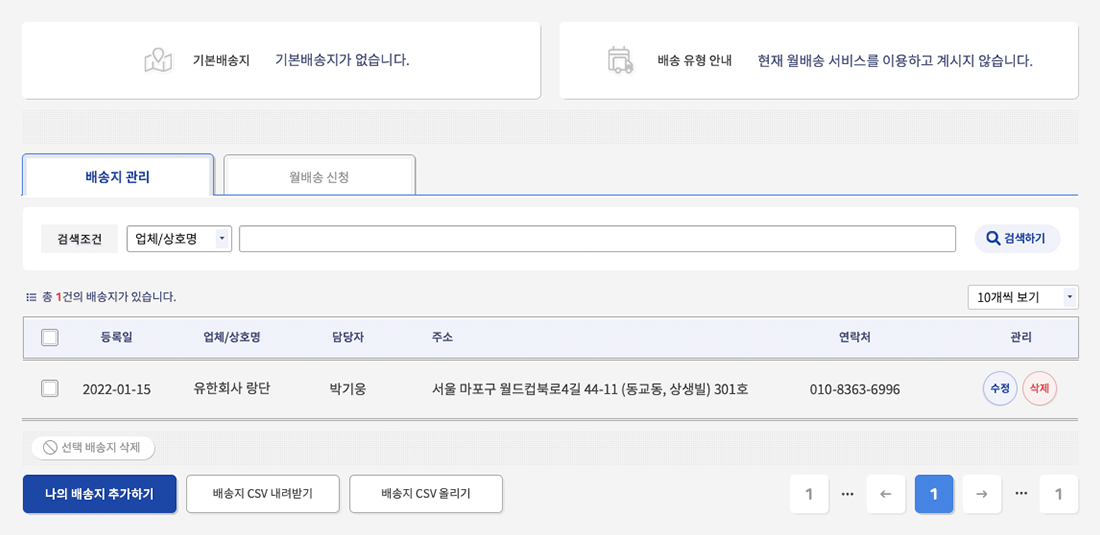 기본배송지 기본배송지가 없습니다.
배송 유형 안내 현재 월배송 서비스를 이용하고 계시지 않습니다.
배송지 관리 월배송 신청
검색조건 업체/상호명 검색하기
총 1건의 배송지가 있습니다. 10개씩 보기
등록일 업체/상호명 담당자 주소 연락처 관리
2022-01-15 유한회사 랑단 박기웅 서울 마포구 월드컵북로4길 44-11 (동교동, 상생빌) 301호 010-8363-6996 수정 삭제
선택 배송지 삭제
나의 배송지 추가하기 배송지 CSV 내려받기 배송지 CSV 올리기 1 ... ← 1 → ... 1